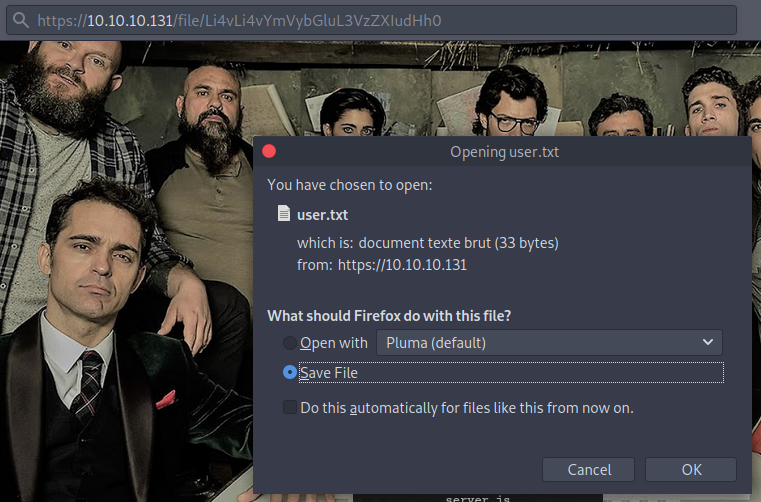 https://10.10.10.131/file/Li4vLi4vYmVybGluL3VzZXIudHh0
Opening user.txt
You have chosen to open:
user.txt
which is: document texte brut (33 bytes)
from: https://10.10.10.131
What should Firefox do with this file?
Open with
Pluma (default)
Save File
Do this automatically for files like this from now on.
Cancel
OK
server is